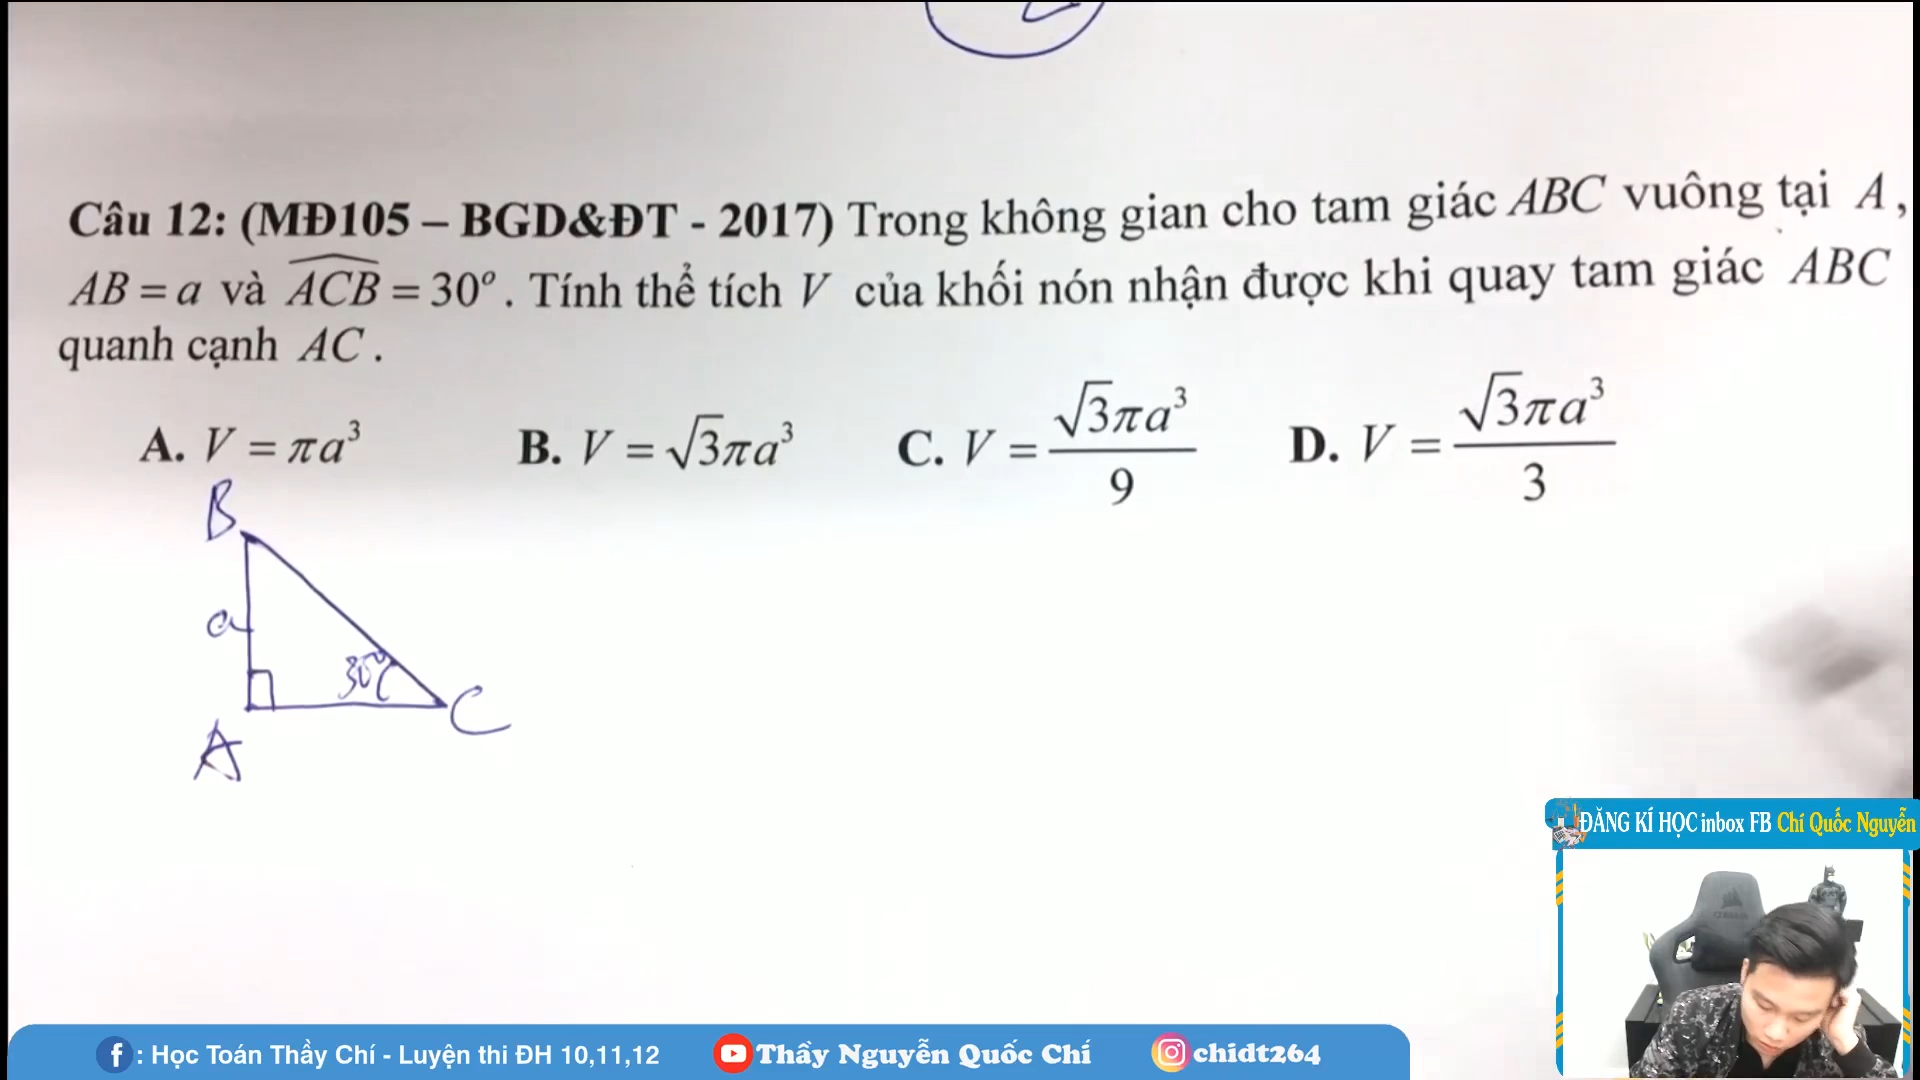 Câu 12: (MĐ105 – BGD&ĐT - 2017) Trong không gian cho tam giác ABC vuông tại A,
AB = a và \widehat{ACB} = 30°. Tính thể tích V của khối nón nhận được khi quay tam giác ABC
quanh cạnh AC.
A. V = πa³ B. V = √3πa³ C. V = √3πa³/9 D. V = √3πa³/3
B
a
30°
C
A
ĐĂNG KÍ HỌC inbox FB Chí Quốc Nguyễn
f : Học Toán Thầy Chí - Luyện thi ĐH 10,11,12 Thầy Nguyễn Quốc Chí chidt264